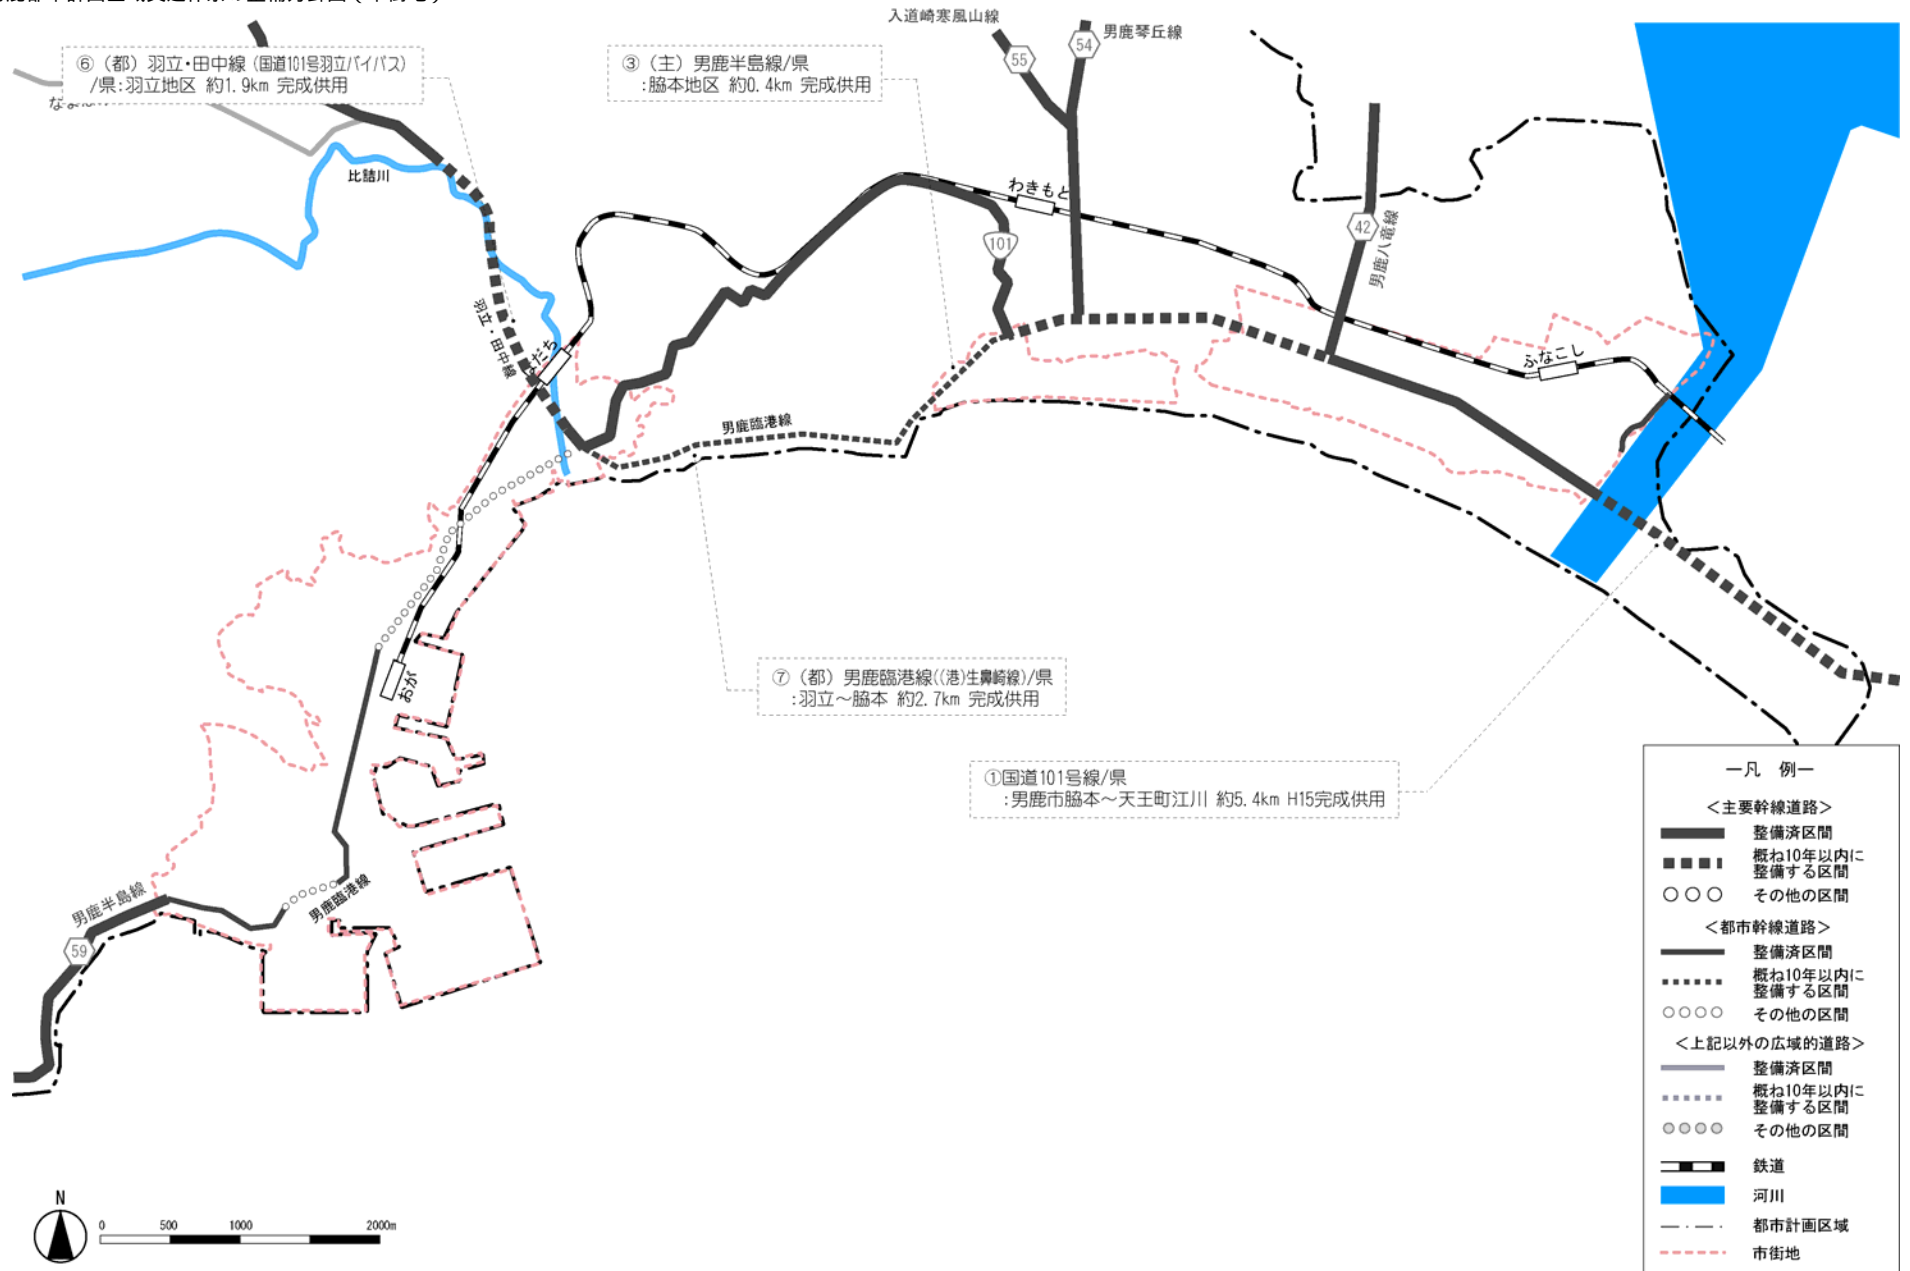 入道崎寒風山線
男鹿琴丘線
55
54
⑥（都）羽立・田中線（国道101号羽立バイパス）
/県:羽立地区 約1.9km 完成供用
③（主）男鹿半島線/県
:脇本地区 約0.4km 完成供用
比詰川
わきもと
101
42
男鹿八竜線
羽立・田中線
はだち
ふなこし
男鹿臨港線
おが
⑦（都）男鹿臨港線((港)生鼻崎線)/県
:羽立～脇本 約2.7km 完成供用
①国道101号線/県
:男鹿市脇本～天王町江川 約5.4km H15完成供用
男鹿半島線
59
男鹿臨港線
N
0 500 1000 2000m
―凡 例―
＜主要幹線道路＞
整備済区間
概ね10年以内に
整備する区間
その他の区間
＜都市幹線道路＞
整備済区間
概ね10年以内に
整備する区間
その他の区間
＜上記以外の広域的道路＞
整備済区間
概ね10年以内に
整備する区間
その他の区間
鉄道
河川
都市計画区域
市街地